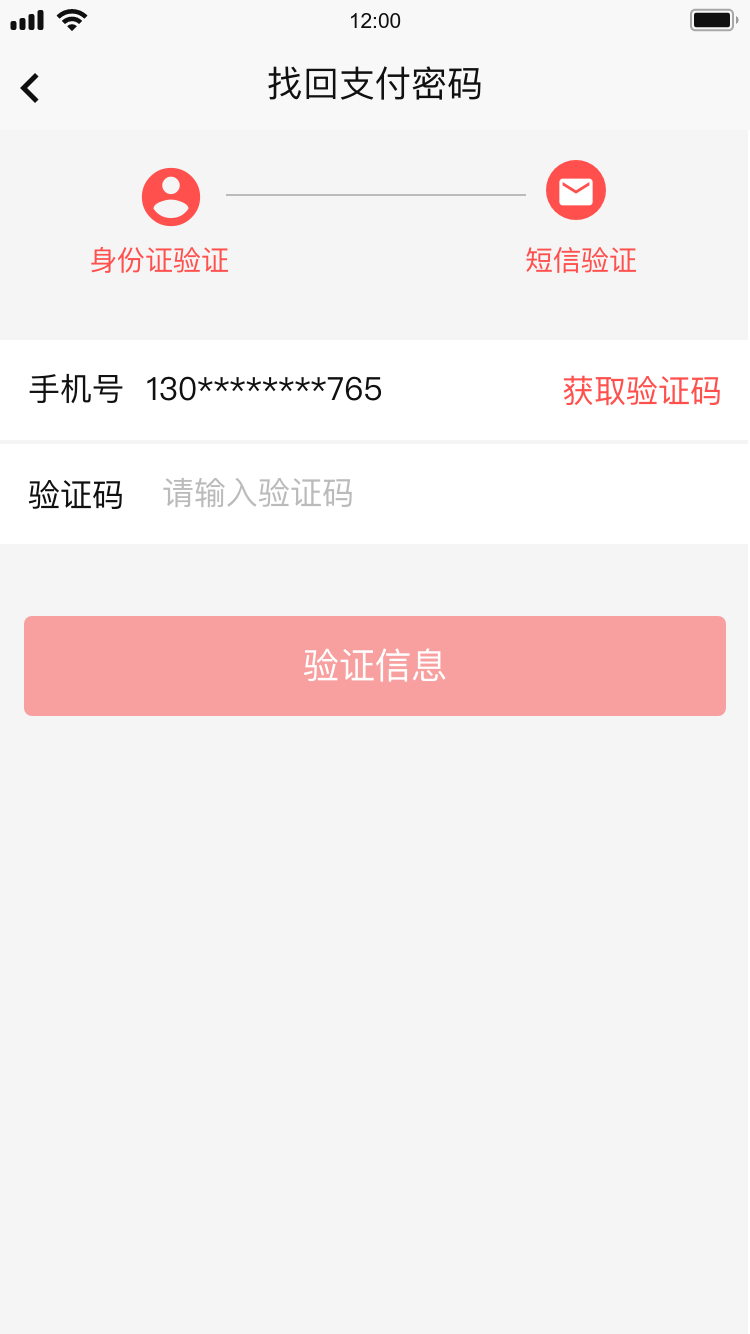 12:00
找回支付密码
身份证验证
短信验证
手机号 130********765 获取验证码
验证码 请输入验证码
验证信息